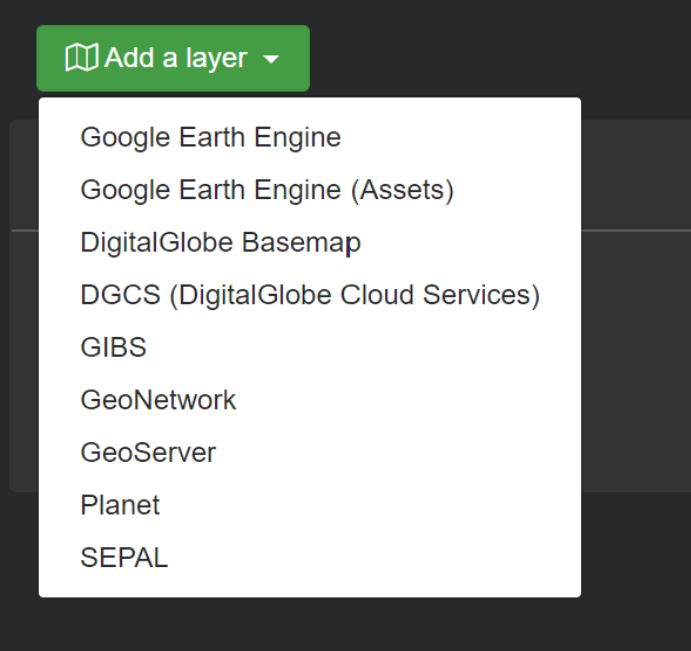 Add a layer
Google Earth Engine
Google Earth Engine (Assets)
DigitalGlobe Basemap
DGCS (DigitalGlobe Cloud Services)
GIBS
GeoNetwork
GeoServer
Planet
SEPAL